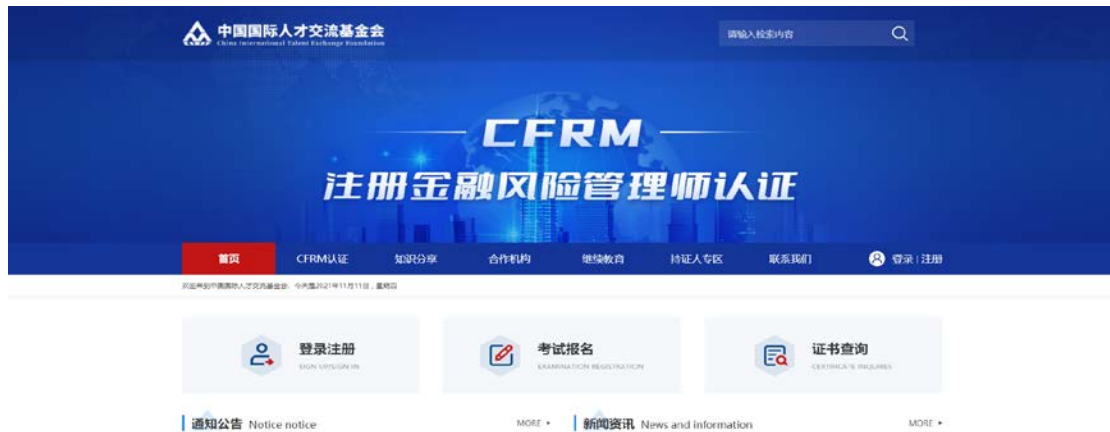 中国国际人才交流基金会
China International Talent Exchange Foundation
请输入检索内容
CFRM
注册金融风险管理师认证
首页 CFRM认证 知识分享 合作机构 继续教育 持证人专区 联系我们 登录 | 注册
欢迎来到中国国际人才交流基金会，今天是2021年11月11日，星期四
登录注册
SIGN UP/SIGN IN
考试报名
EXAMINATION REGISTRATION
证书查询
CERTIFICATE INQUIRIES
通知公告 Notice notice MORE
新闻资讯 News and information MORE